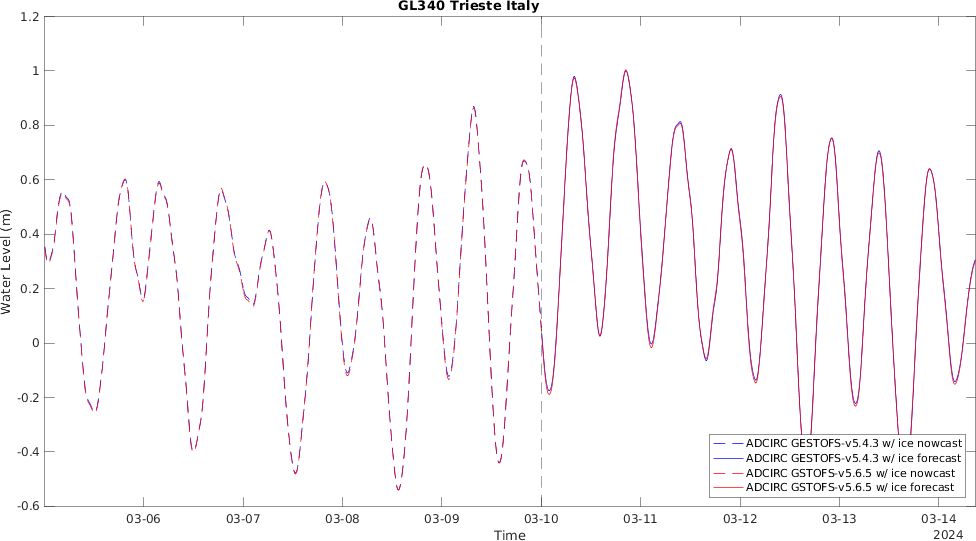 GL340 Trieste Italy
1.2
1
0.8
0.6
0.4
0.2
0
-0.2
-0.4
-0.6
Water Level (m)
ADCIRC GESTOFS-v5.4.3 w/ ice nowcast
ADCIRC GESTOFS-v5.4.3 w/ ice forecast
ADCIRC GSTOFS-v5.6.5 w/ ice nowcast
ADCIRC GSTOFS-v5.6.5 w/ ice forecast
03-06 03-07 03-08 03-09 03-10 03-11 03-12 03-13 03-14
Time
2024